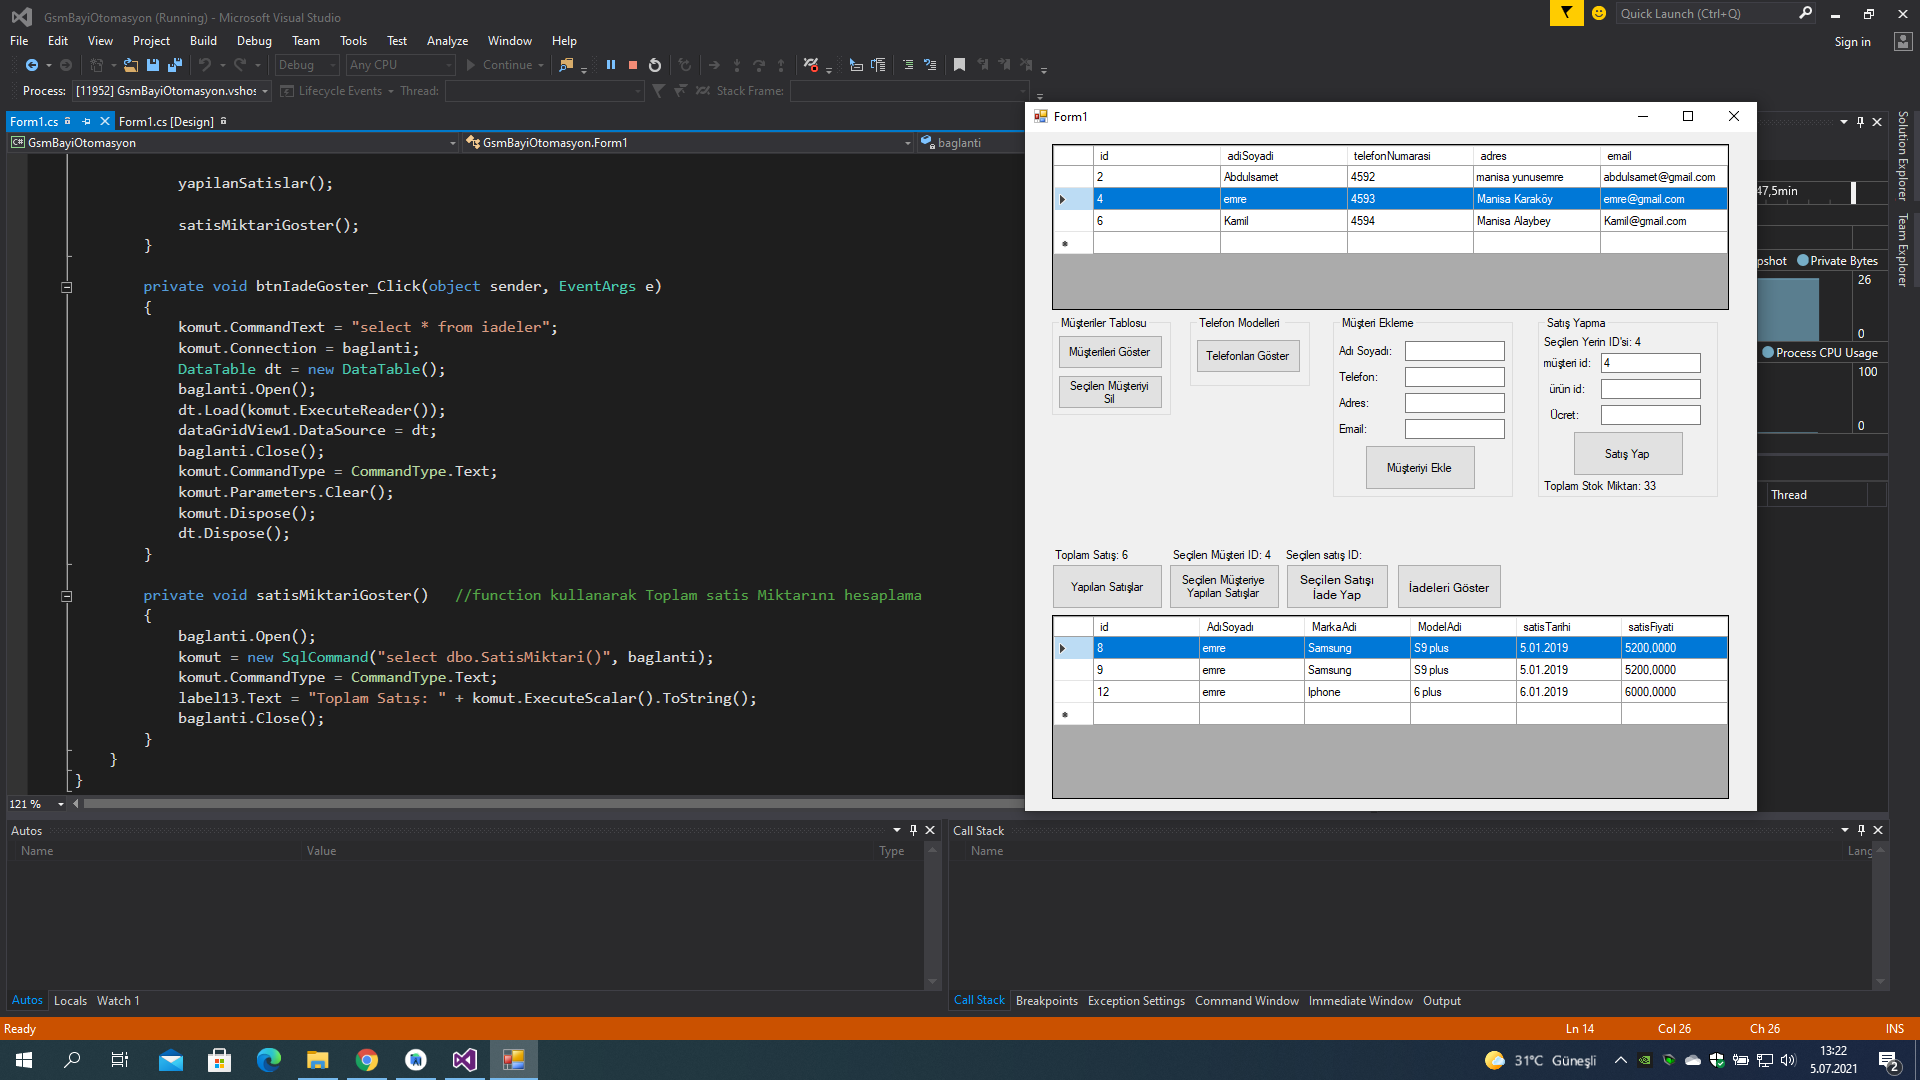 GsmBayiOtomasyon (Running) - Microsoft Visual Studio
Quick Launch (Ctrl+Q)
File Edit View Project Build Debug Team Tools Test Analyze Window Help
Sign in
Debug Any CPU Continue
Process: [11952] GsmBayiOtomasyon.vshos Lifecycle Events Thread: Stack Frame:
Form1.cs Form1.cs [Design]
GsmBayiOtomasyon GsmBayiOtomasyon.Form1 baglanti
yapilanSatislar();
satisMiktariGoster();
}
private void btnIadeGoster_Click(object sender, EventArgs e)
{
komut.CommandText = "select * from iadeler";
komut.Connection = baglanti;
DataTable dt = new DataTable();
baglanti.Open();
dt.Load(komut.ExecuteReader());
dataGridView1.DataSource = dt;
baglanti.Close();
komut.CommandType = CommandType.Text;
komut.Parameters.Clear();
komut.Dispose();
dt.Dispose();
}
private void satisMiktariGoster() //function kullanarak Toplam satis Miktarını hesaplama
{
baglanti.Open();
komut = new SqlCommand("select dbo.SatisMiktari()", baglanti);
komut.CommandType = CommandType.Text;
label13.Text = "Toplam Satış: " + komut.ExecuteScalar().ToString();
baglanti.Close();
}
}
}
121 %
Form1
id adiSoyadi telefonNumarasi adres email
2 Abdulsamet 4592 manisa yunusemre abdulsamet@gmail.com
4 emre 4593 Manisa Karaköy emre@gmail.com
6 Kamil 4594 Manisa Alaybey Kamil@gmail.com
Müşteriler Tablosu
Müşterileri Göster
Seçilen Müşteriyi
Sil
Telefon Modelleri
Telefonları Göster
Müşteri Ekleme
Adı Soyadı:
Telefon:
Adres:
Email:
Müşteriyi Ekle
Satış Yapma
Seçilen Yerin ID'si: 4
müşteri id: 4
ürün id:
Ücret:
Satış Yap
Toplam Stok Miktarı: 33
Toplam Satış: 6 Seçilen Müşteri ID: 4 Seçilen satış ID:
Yapılan Satışlar
Seçilen Müşteriye
Yapılan Satışlar
Seçilen Satışı
İade Yap
İadeleri Göster
id AdıSoyadı MarkaAdi ModelAdi satisTarihi satisFiyati
8 emre Samsung S9 plus 5.01.2019 5200,0000
9 emre Samsung S9 plus 5.01.2019 5200,0000
12 emre Iphone 6 plus 6.01.2019 6000,0000
47,5min
pshot Private Bytes
26
0
Process CPU Usage
100
0
Thread
Solution Explorer
Team Explorer
Autos
Name Value Type
Autos Locals Watch 1
Call Stack
Name Lang
Call Stack Breakpoints Exception Settings Command Window Immediate Window Output
Ready Ln 14 Col 26 Ch 26 INS
31°C Güneşli
13:22
5.07.2021
2